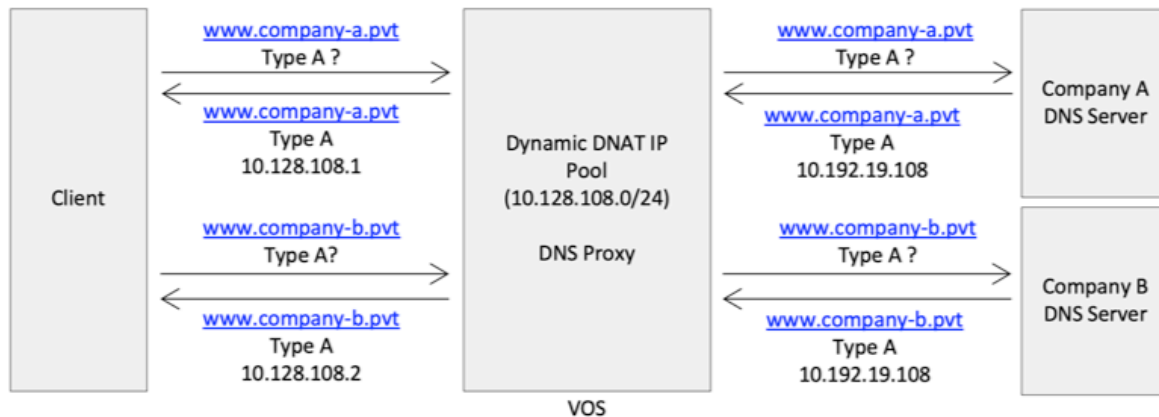 Client
www.company-a.pvt
Type A ?
www.company-a.pvt
Type A
10.128.108.1
www.company-b.pvt
Type A?
www.company-b.pvt
Type A
10.128.108.2
Dynamic DNAT IP
Pool
(10.128.108.0/24)
DNS Proxy
VOS
www.company-a.pvt
Type A ?
www.company-a.pvt
Type A
10.192.19.108
www.company-b.pvt
Type A ?
www.company-b.pvt
Type A
10.192.19.108
Company A
DNS Server
Company B
DNS Server